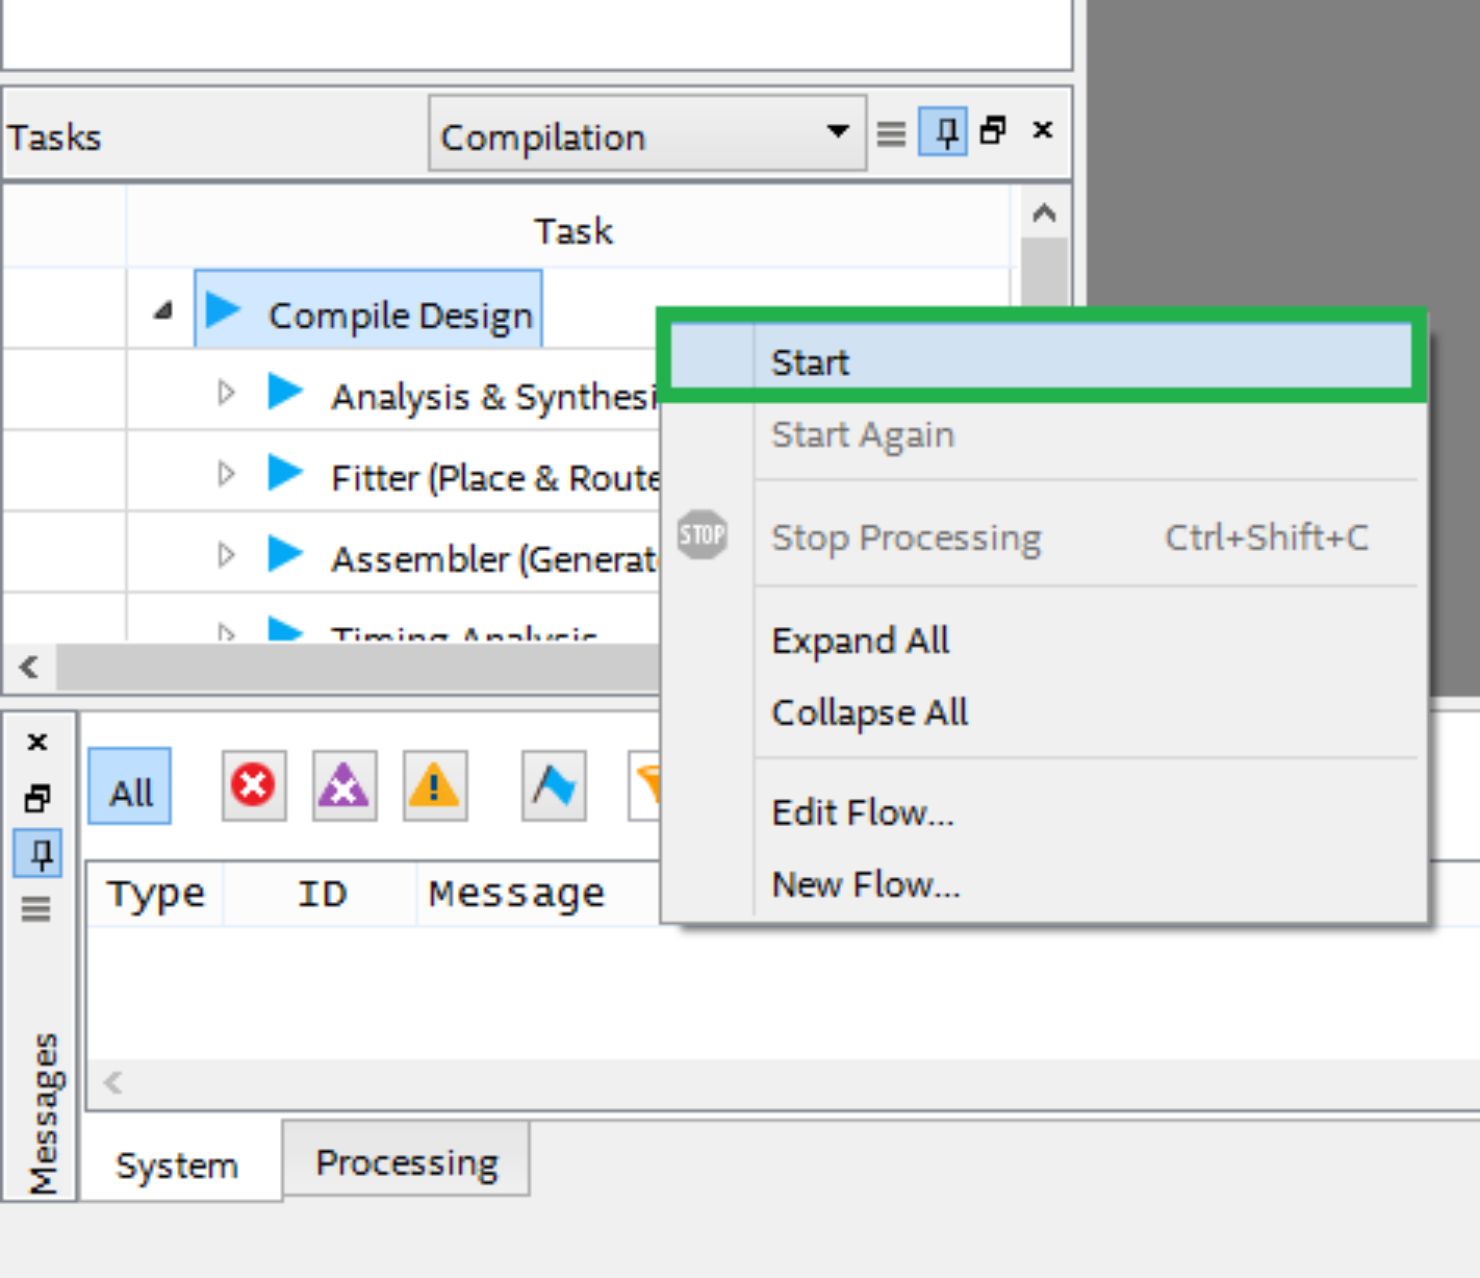 Tasks
Compilation
Task
Compile Design
Analysis & Synthesi
Fitter (Place & Route
Assembler (Generat
Timing Analysis
Start
Start Again
STOP
Stop Processing Ctrl+Shift+C
Expand All
Collapse All
Edit Flow...
New Flow...
All
Type ID Message
Messages
System Processing